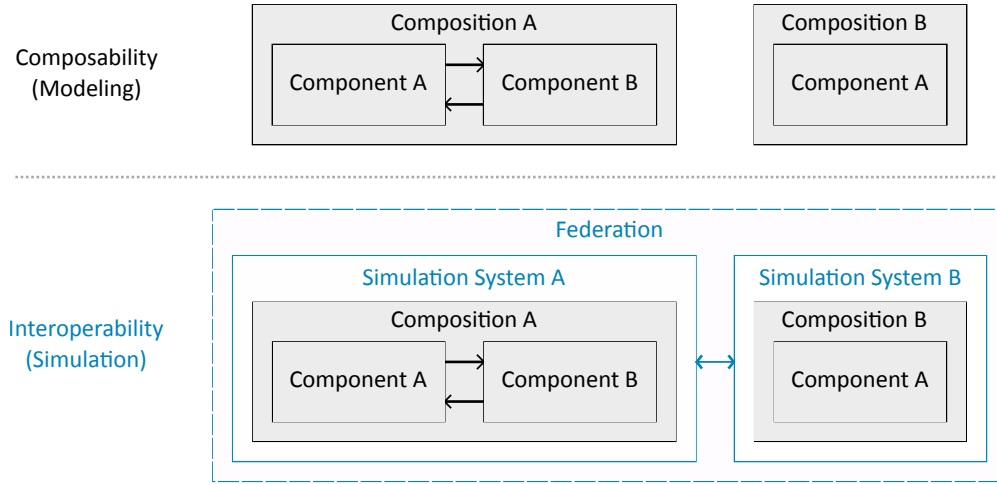 Composability
(Modeling)
Composition A
Component A
Component B
Composition B
Component A
Interoperability
(Simulation)
Federation
Simulation System A
Composition A
Component A
Component B
Simulation System B
Composition B
Component A